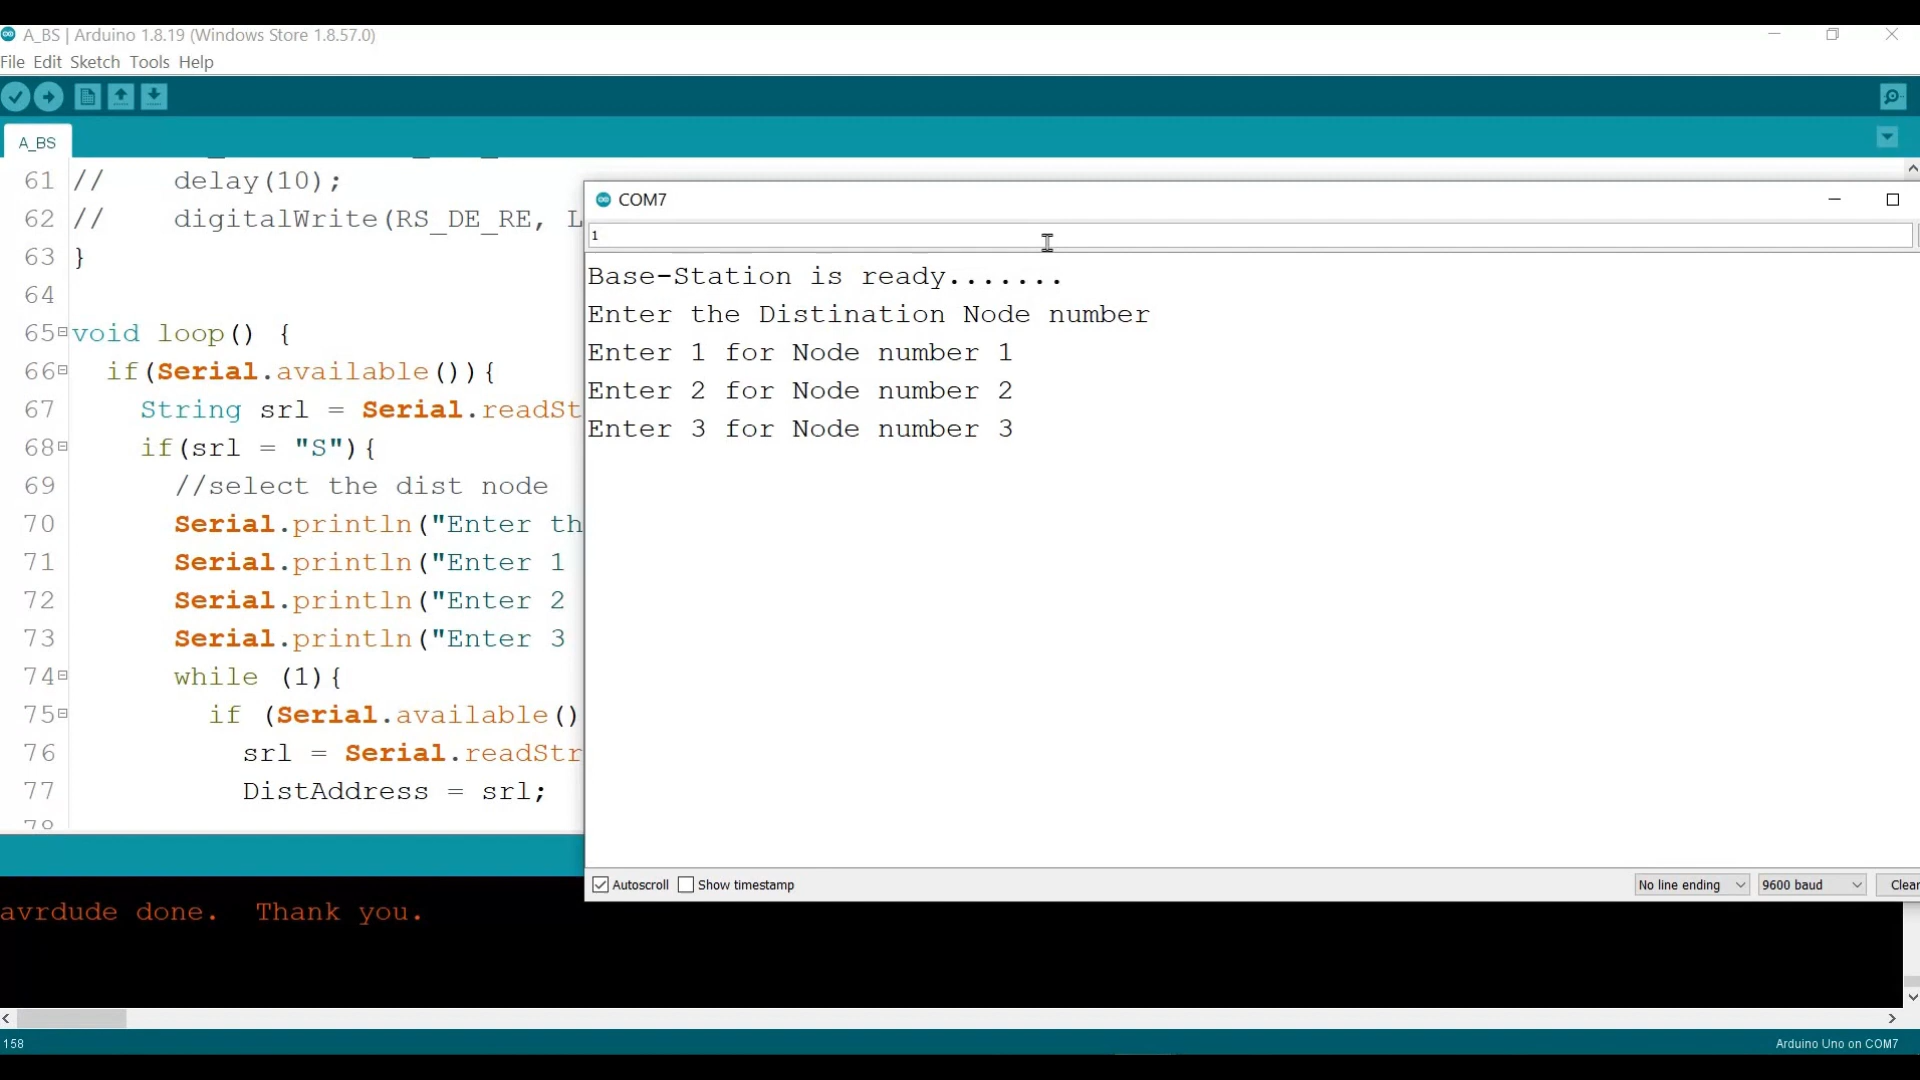 A_BS | Arduino 1.8.19 (Windows Store 1.8.57.0)
File Edit Sketch Tools Help
A_BS
61 // delay(10);
62 // digitalWrite(RS_DE_RE, L
63 }
64
65 void loop() {
66 if(Serial.available()){
67 String srl = Serial.readSt
68 if(srl = "S"){
69 //select the dist node
70 Serial.println("Enter th
71 Serial.println("Enter 1
72 Serial.println("Enter 2
73 Serial.println("Enter 3
74 while (1){
75 if (Serial.available()
76 srl = Serial.readStr
77 DistAddress = srl;
78
COM7
1
Base-Station is ready.......
Enter the Distination Node number
Enter 1 for Node number 1
Enter 2 for Node number 2
Enter 3 for Node number 3
Autoscroll Show timestamp No line ending 9600 baud Clear
avrdude done. Thank you.
158 Arduino Uno on COM7